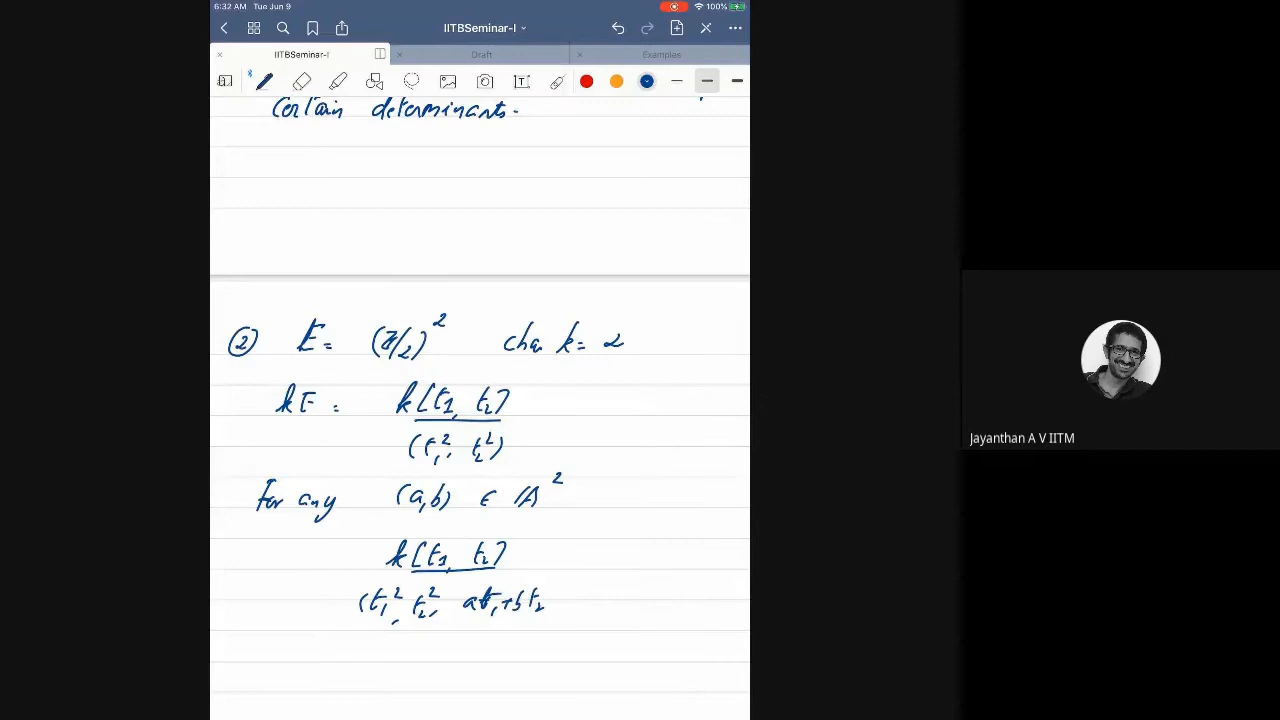 6:32 AM Tue Jun 9
100%
IITBSeminar-I
IITBSeminar-I
Draft
Examples
Certain determinants.
② E = (ℤ/2)² char k = 2
kE = k[t₁, t₂]
(t₁², t₂²)
For any (a,b) ∈ 𝔸²
k[t₁, t₂]
(t₁², t₂², at₁+bt₂
Jayanthan A V IITM